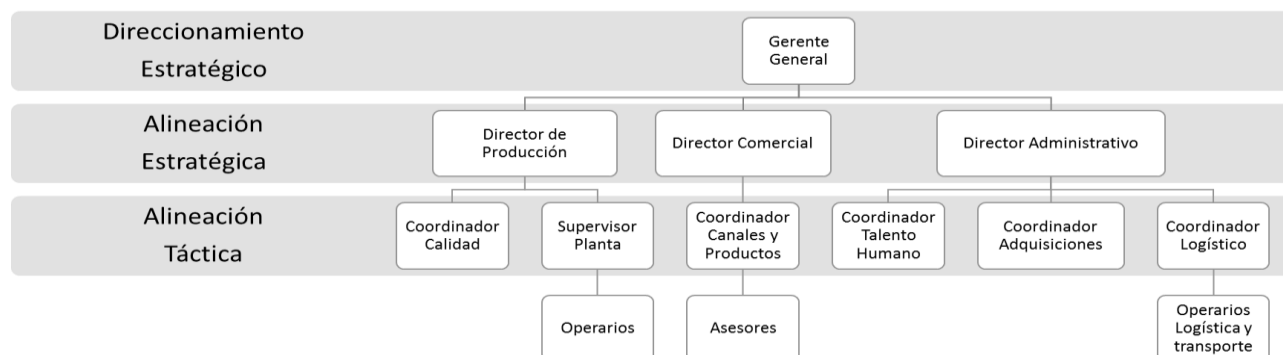 Direccionamiento
Estratégico
Gerente
General
Alineación
Estratégica
Director de
Producción
Director Comercial
Director Administrativo
Alineación
Táctica
Coordinador
Calidad
Supervisor
Planta
Coordinador
Canales y
Productos
Coordinador
Talento
Humano
Coordinador
Adquisiciones
Coordinador
Logístico
Operarios
Asesores
Operarios
Logística y
transporte